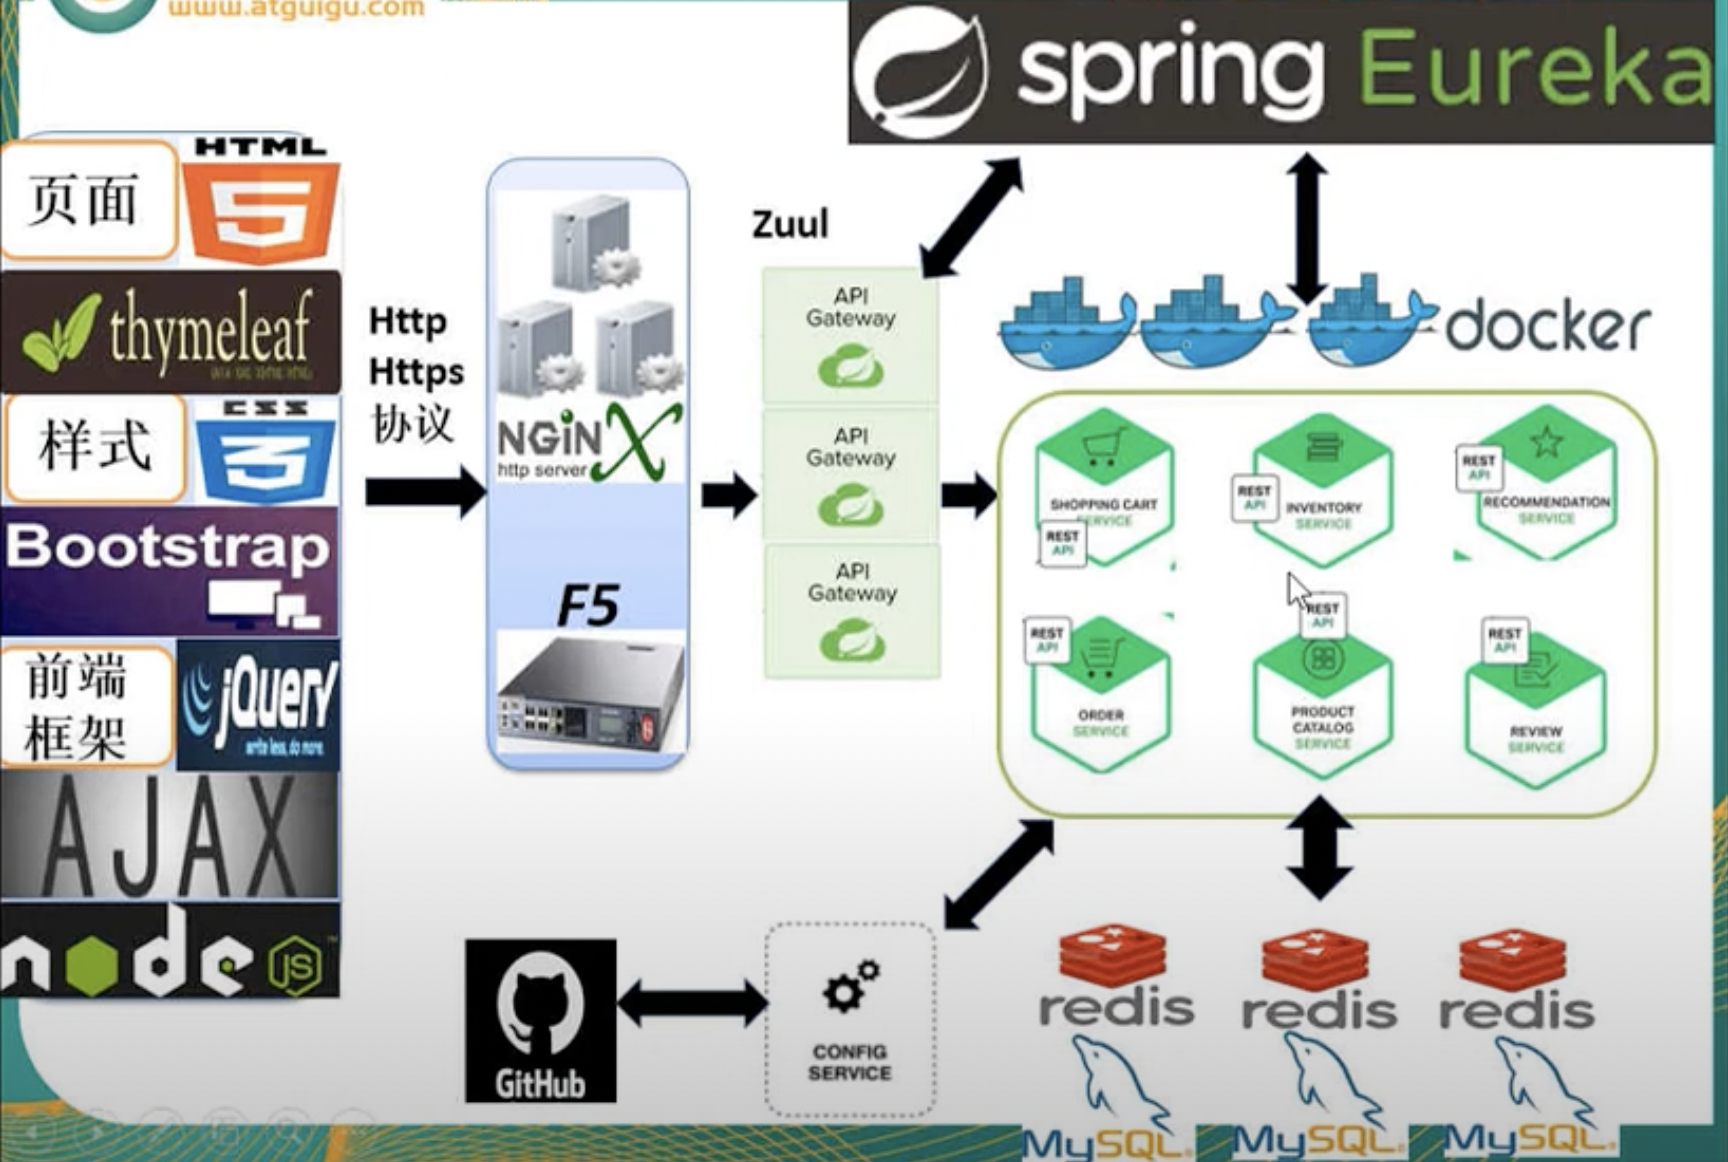 www.atguigu.com
spring Eureka
页面
HTML
5
thymeleaf
样式
CSS
3
Bootstrap
前端
框架
jQuery
write less, do more.
AJAX
node
JS
Http
Https
协议
NGiNX
http server
F5
Zuul
API
Gateway
API
Gateway
API
Gateway
docker
SHOPPING CART
SERVICE
REST
API
REST
API
INVENTORY
SERVICE
REST
API
RECOMMENDATION
SERVICE
REST
API
ORDER
SERVICE
REST
API
PRODUCT
CATALOG
SERVICE
REST
API
REVIEW
SERVICE
GitHub
CONFIG
SERVICE
redis
redis
redis
MySQL
MySQL
MySQL